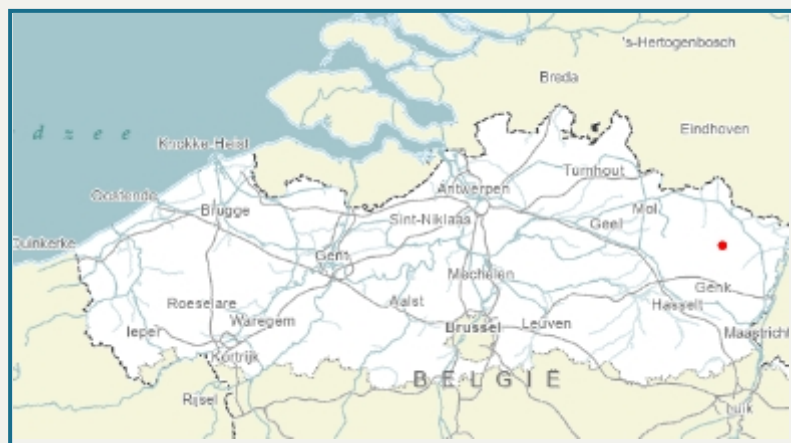 's-Hertogenbosch
Breda
Eindhoven
d z e e
Knokke-Heist
Turnhout
Antwerpen
Oostende
Mol
Brugge
Sint-Niklaas
Geel
Duinkerke
Gent
Mechelen
Genk
Roeselare
Aalst
Hasselt
Waregem
Ieper
Brussel
Leuven
Maastricht
Kortrijk
BELGIË
Rijsel
Luik